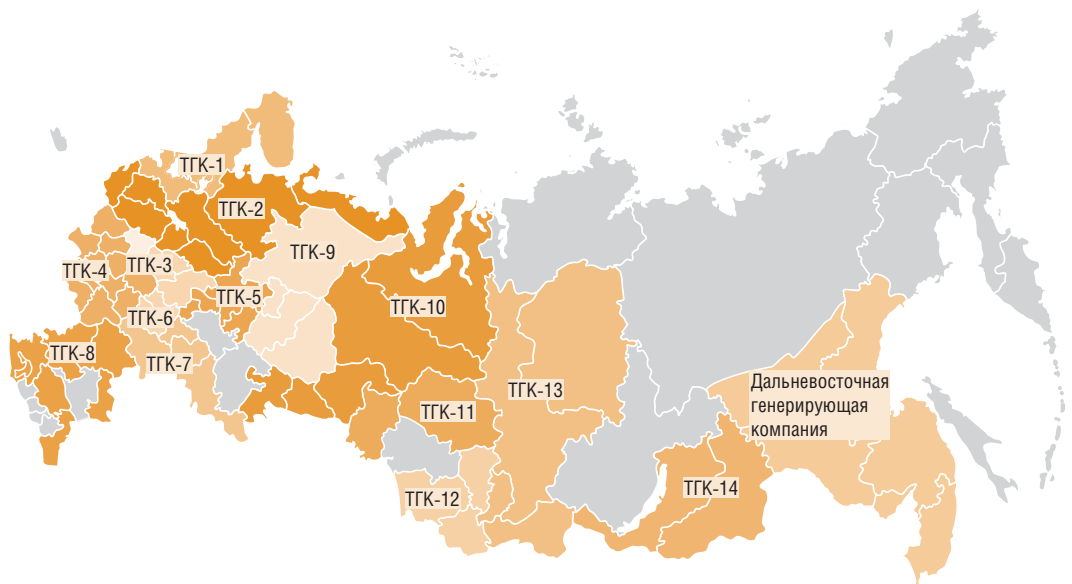 ТГК-1
ТГК-2
ТГК-9
ТГК-3
ТГК-4
ТГК-5
ТГК-10
ТГК-6
ТГК-8
ТГК-7
ТГК-13
Дальневосточная
генерирующая
компания
ТГК-11
ТГК-14
ТГК-12